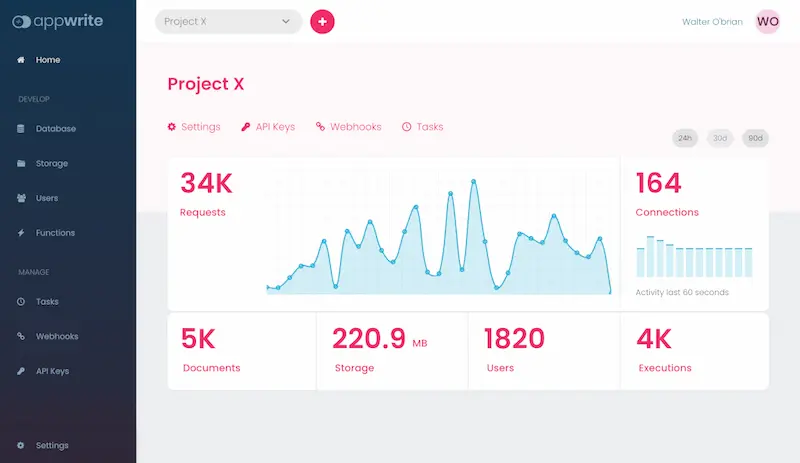 appwrite
Home
DEVELOP
Database
Storage
Users
Functions
MANAGE
Tasks
Webhooks
API Keys
Settings
Project X
Walter O'brian
WO
Project X
Settings
API Keys
Webhooks
Tasks
24h
30d
90d
34K
Requests
164
Connections
Activity last 60 seconds
5K
Documents
220.9 MB
Storage
1820
Users
4K
Executions